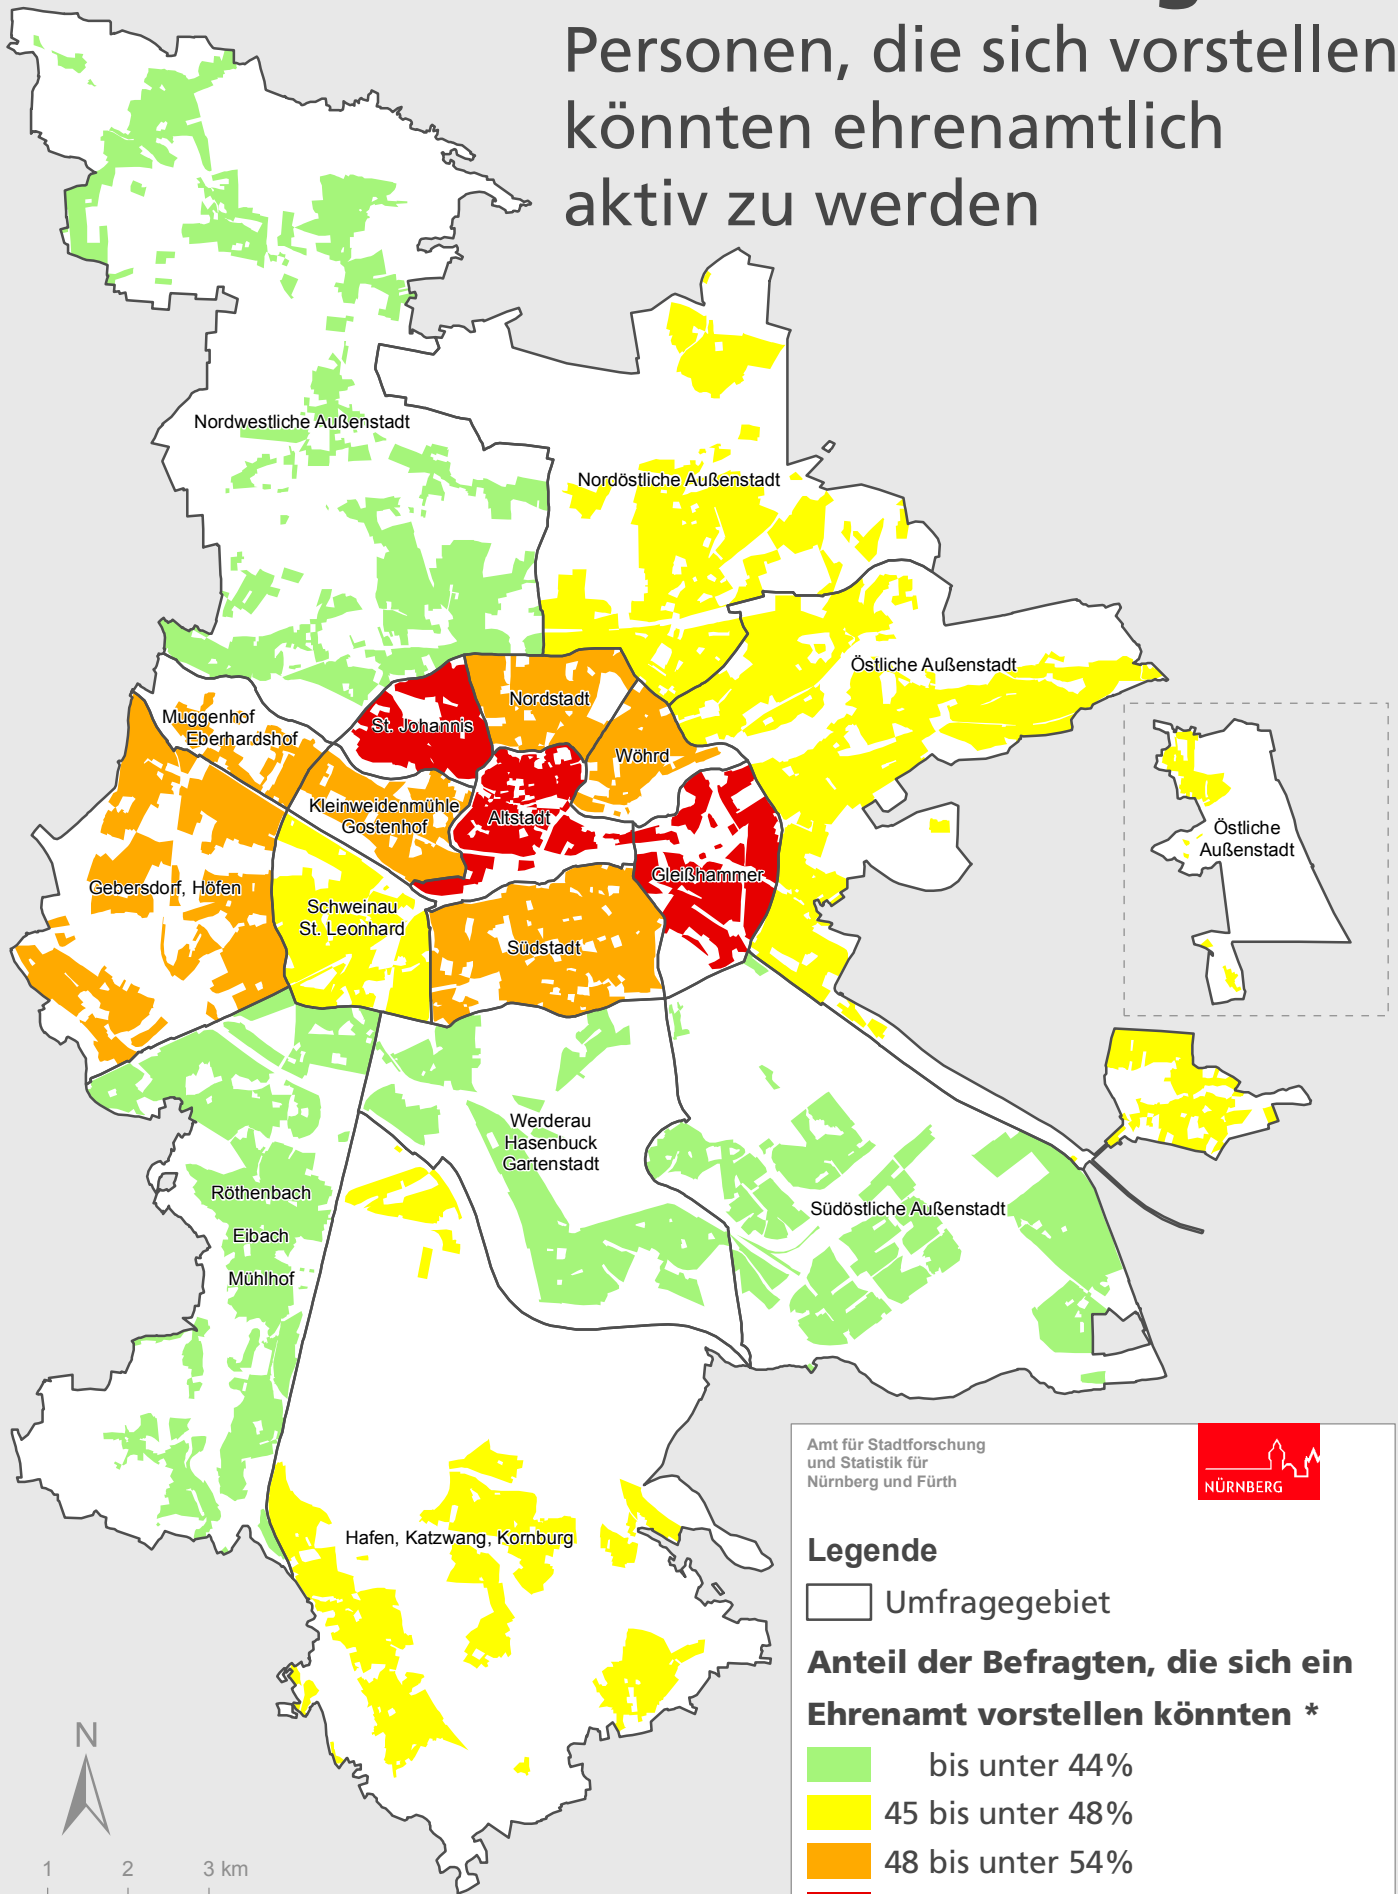 Personen, die sich vorstellen
könnten ehrenamtlich
aktiv zu werden
Nordwestliche Außenstadt
Nordöstliche Außenstadt
Östliche Außenstadt
Nordstadt
Muggenhof
Eberhardshof
St. Johannis
Wöhrd
Kleinweidenmühle
Gostenhof
Altstadt
Östliche
Außenstadt
Gebersdorf, Höfen
Gleißhammer
Schweinau
St. Leonhard
Südstadt
Werderau
Hasenbuck
Gartenstadt
Röthenbach
Eibach
Mühlhof
Südöstliche Außenstadt
Hafen, Katzwang, Kornburg
Amt für Stadtforschung
und Statistik für
Nürnberg und Fürth
NÜRNBERG
Legende
Umfragegebiet
Anteil der Befragten, die sich ein
Ehrenamt vorstellen könnten *
bis unter 44%
45 bis unter 48%
48 bis unter 54%
N
1 2 3 km